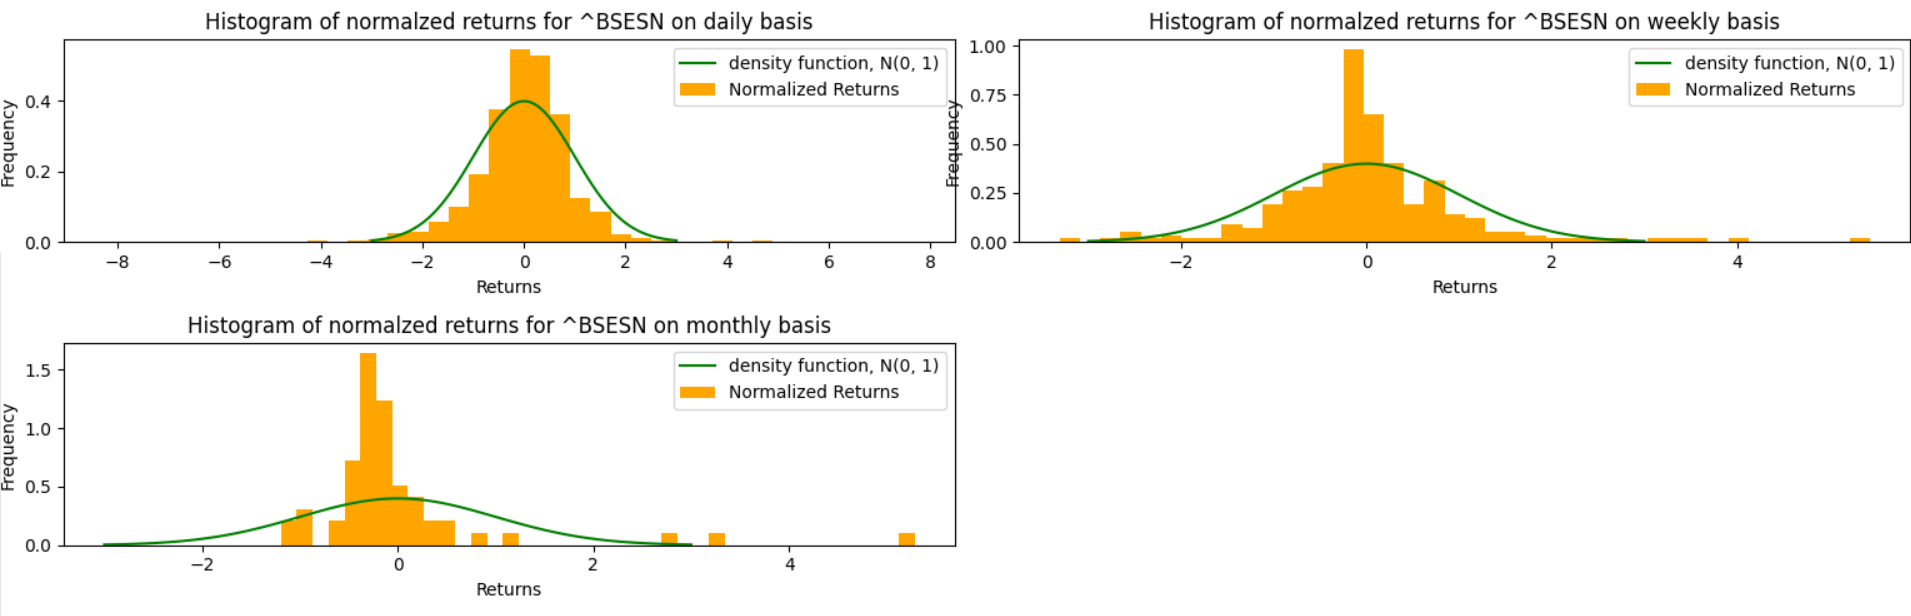 Histogram of normalzed returns for ^BSESN on daily basis
density function, N(0, 1)
Normalized Returns
Frequency
0.4
0.2
0.0
−8 −6 −4 −2 0 2 4 6 8
Returns
Histogram of normalzed returns for ^BSESN on weekly basis
density function, N(0, 1)
Normalized Returns
Frequency
1.00
0.75
0.50
0.25
0.00
−2 0 2 4
Returns
Histogram of normalzed returns for ^BSESN on monthly basis
density function, N(0, 1)
Normalized Returns
Frequency
1.5
1.0
0.5
0.0
−2 0 2 4
Returns